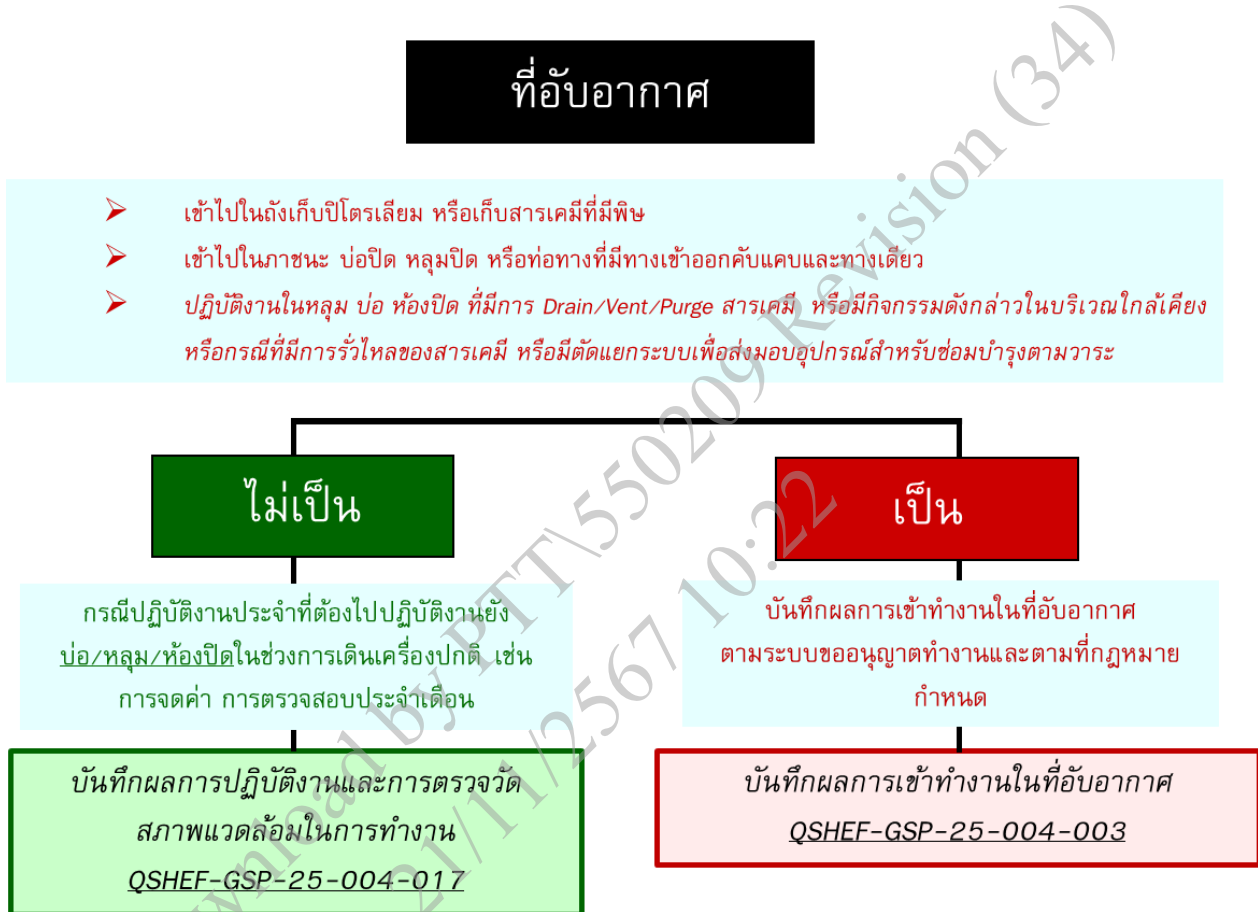 ที่อับอากาศ
➢ เข้าไปในถังเก็บปิโตรเลียม หรือเก็บสารเคมีที่มีพิษ
➢ เข้าไปในภาชนะ บ่อปิด หลุมปิด หรือท่อทางที่มีทางเข้าออกคับแคบและทางเดียว
➢ ปฏิบัติงานในหลุม บ่อ ห้องปิด ที่มีการ Drain/Vent/Purge สารเคมี หรือมีกิจกรรมดังกล่าวในบริเวณใกล้เคียง
หรือกรณีที่มีการรั่วไหลของสารเคมี หรือมีตัดแยกระบบเพื่อส่งมอบอุปกรณ์สำหรับซ่อมบำรุงตามวาระ
ไม่เป็น
กรณีปฏิบัติงานประจำที่ต้องไปปฏิบัติงานยัง
บ่อ/หลุม/ห้องปิดในช่วงการเดินเครื่องปกติ เช่น
การจดค่า การตรวจสอบประจำเดือน
บันทึกผลการปฏิบัติงานและการตรวจวัด
สภาพแวดล้อมในการทำงาน
QSHEF-GSP-25-004-017
เป็น
บันทึกผลการเข้าทำงานในที่อับอากาศ
ตามระบบขออนุญาตทำงานและตามที่กฎหมาย
กำหนด
บันทึกผลการเข้าทำงานในที่อับอากาศ
QSHEF-GSP-25-004-003
wnload by PTT\550209 Revision (34)
21/11/2567 10:22